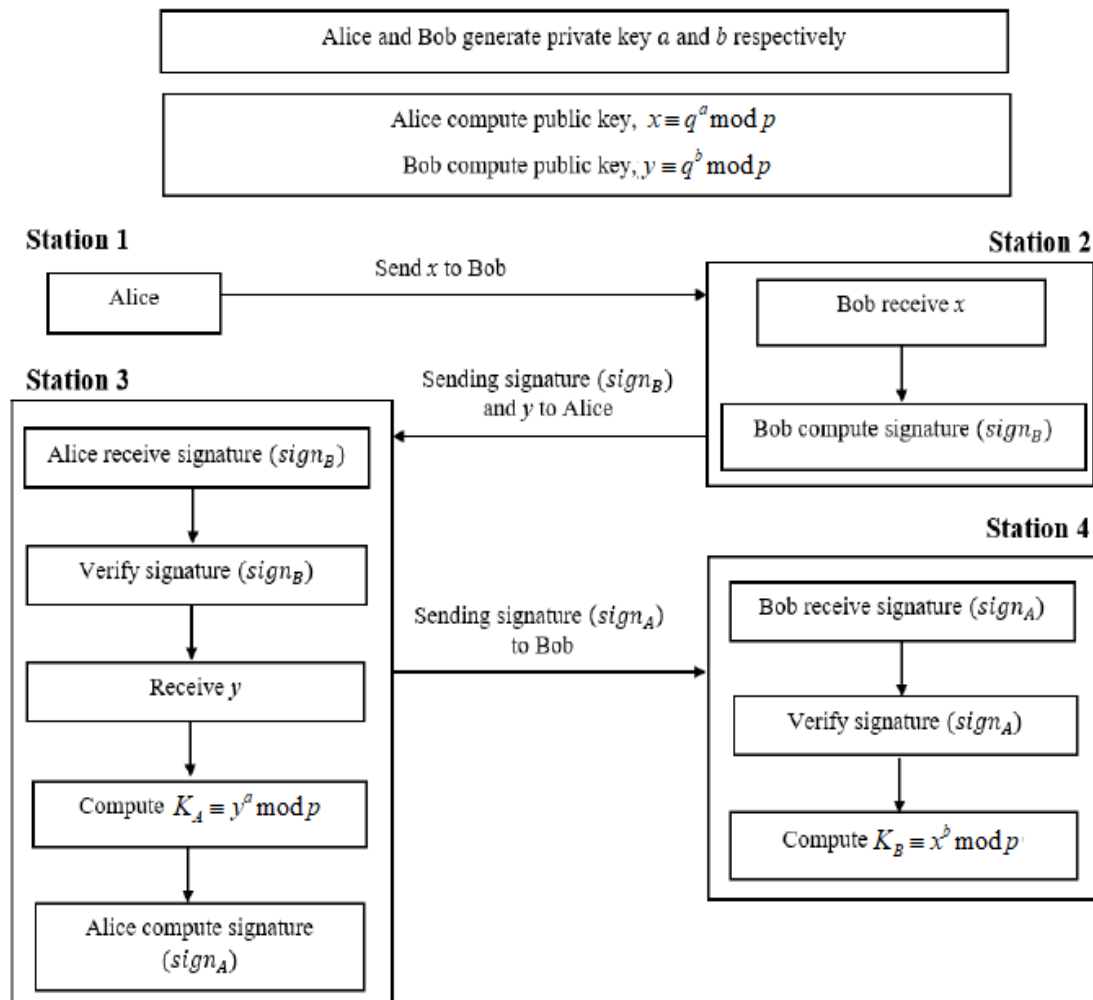 Alice and Bob generate private key a and b respectively
Alice compute public key, x ≡ q^a mod p
Bob compute public key, y ≡ q^b mod p
Station 1
Station 2
Alice
Send x to Bob
Bob receive x
Bob compute signature (sign_B)
Sending signature (sign_B)
and y to Alice
Station 3
Alice receive signature (sign_B)
Verify signature (sign_B)
Receive y
Compute K_A ≡ y^a mod p
Alice compute signature
(sign_A)
Sending signature (sign_A)
to Bob
Station 4
Bob receive signature (sign_A)
Verify signature (sign_A)
Compute K_B ≡ x^b mod p